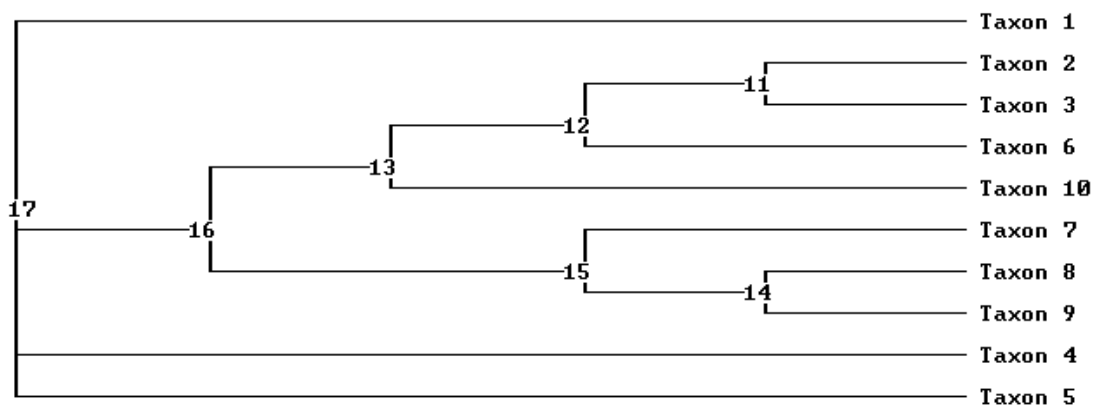 Taxon 1
Taxon 2
11
Taxon 3
12
Taxon 6
13
Taxon 10
17
16
Taxon 7
15
Taxon 8
14
Taxon 9
Taxon 4
Taxon 5